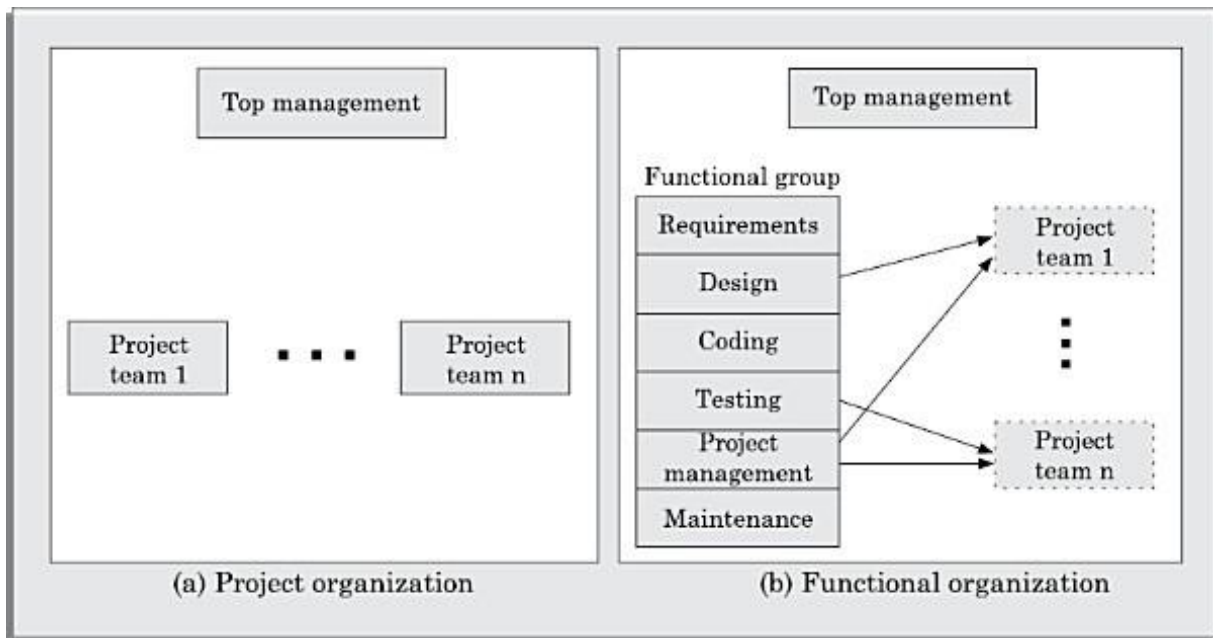 Top management
Project
team 1
Project
team n
(a) Project organization
Top management
Functional group
Requirements
Design
Coding
Testing
Project
management
Maintenance
Project
team 1
Project
team n
(b) Functional organization